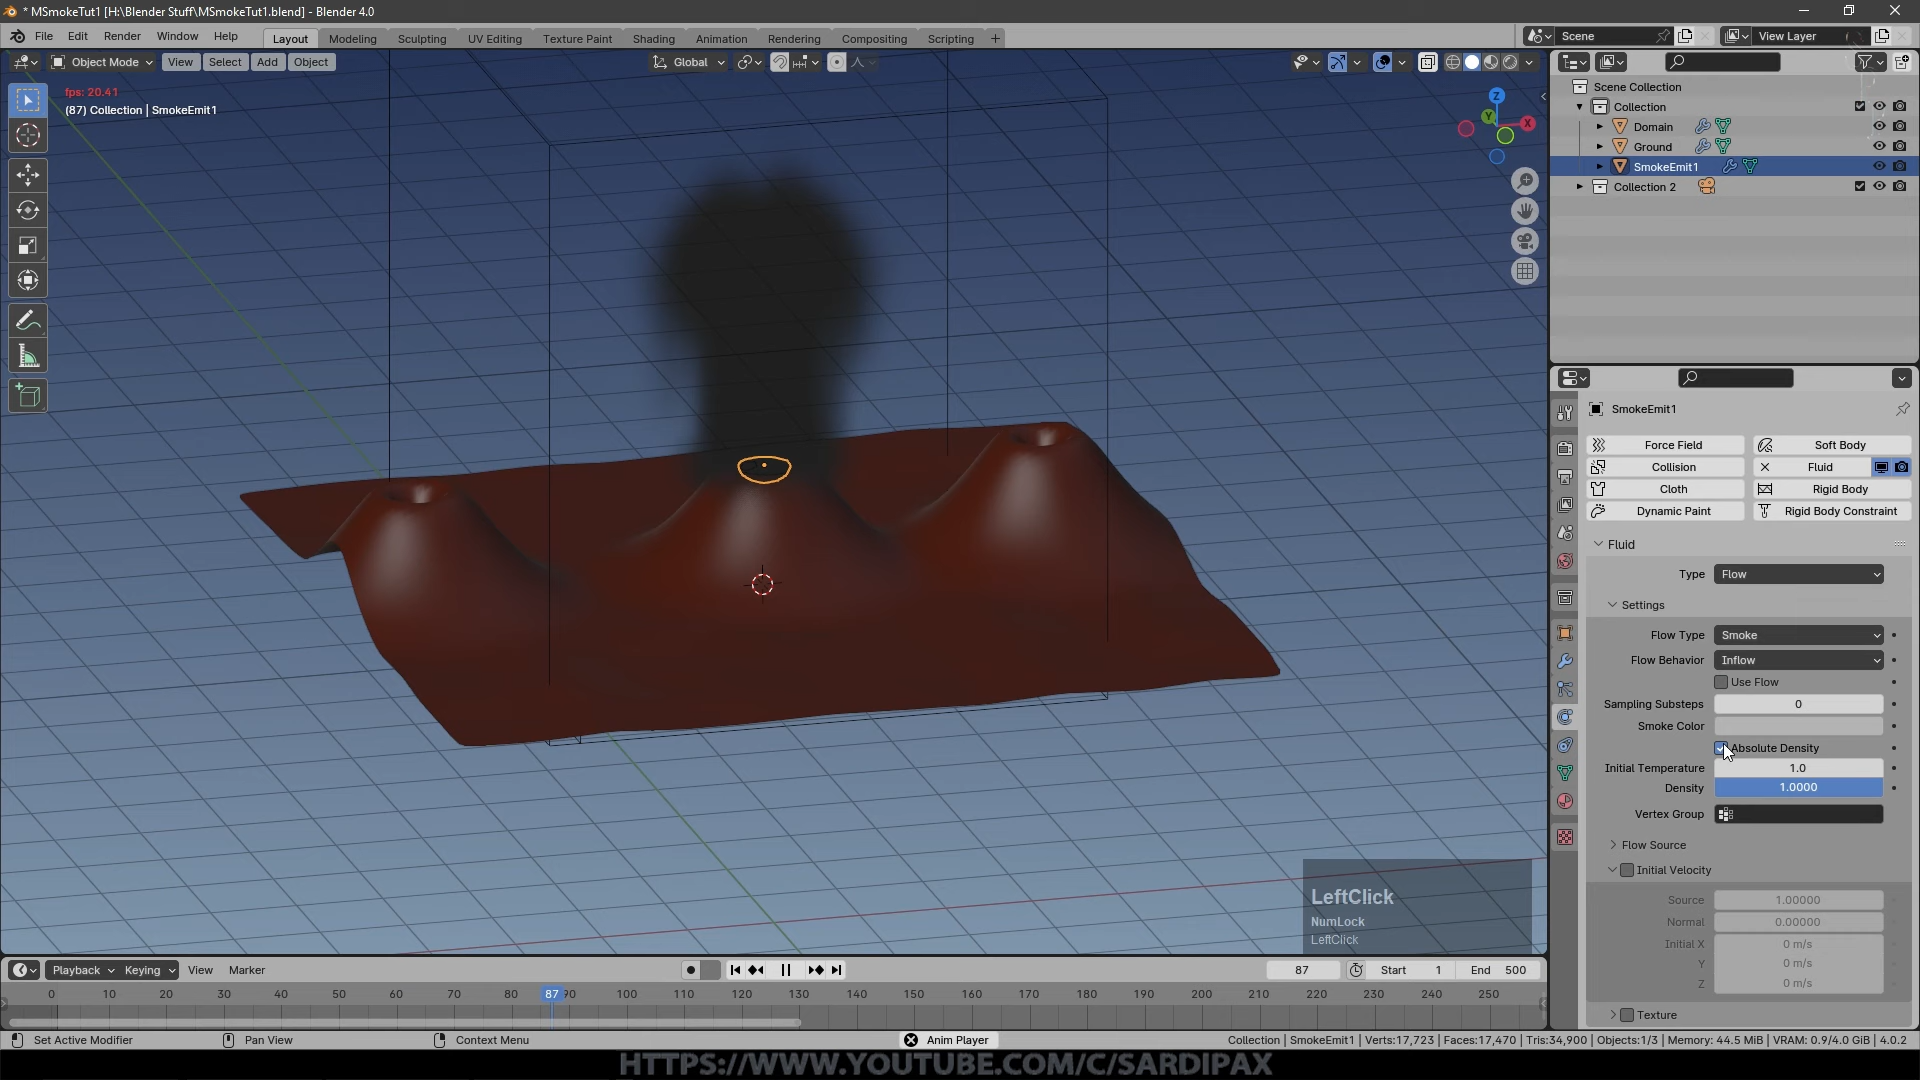 * MSmokeTut1 [H:\Blender Stuff\MSmokeTut1.blend] - Blender 4.0
File Edit Render Window Help
Layout Modeling Sculpting UV Editing Texture Paint Shading Animation Rendering Compositing Scripting +
Scene
View Layer
Object Mode View Select Add Object
Global
fps: 20.41
(87) Collection | SmokeEmit1
Z
Y
X
Scene Collection
Collection
Domain
Ground
SmokeEmit1
Collection 2
SmokeEmit1
Force Field Soft Body
Collision Fluid
Cloth Rigid Body
Dynamic Paint Rigid Body Constraint
Fluid
Type Flow
Settings
Flow Type Smoke
Flow Behavior Inflow
Use Flow
Sampling Substeps 0
Smoke Color
Absolute Density
Initial Temperature 1.0
Density 1.0000
Vertex Group
Flow Source
Initial Velocity
Source 1.00000
Normal 0.00000
Initial X 0 m/s
Y 0 m/s
Z 0 m/s
Texture
LeftClick
NumLock
LeftClick
Playback Keying View Marker
87 Start 1 End 500
0 10 20 30 40 50 60 70 80 87 90 100 110 120 130 140 150 160 170 180 190 200 210 220 230 240 250
Set Active Modifier Pan View Context Menu Anim Player
Collection | SmokeEmit1 | Verts:17,723 | Faces:17,470 | Tris:34,900 | Objects:1/3 | Memory: 44.5 MiB | VRAM: 0.9/4.0 GiB | 4.0.2
HTTPS://WWW.YOUTUBE.COM/C/SARDIPAX